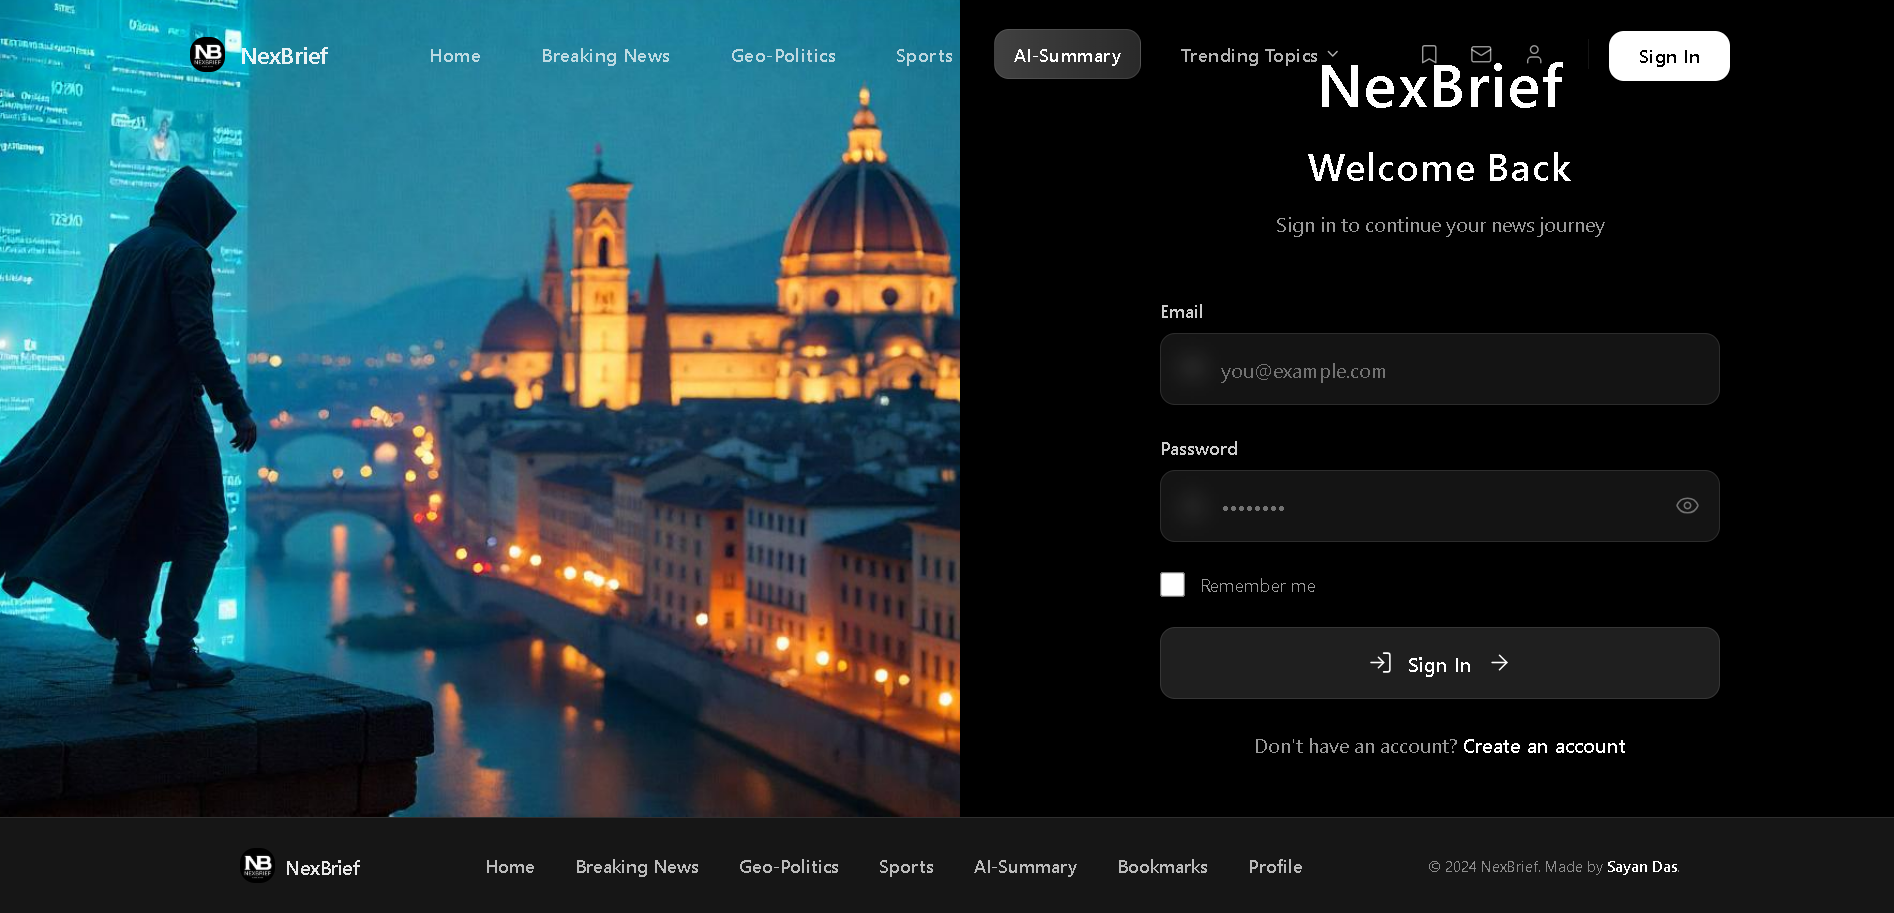 NB NexBrief Home Breaking News Geo-Politics Sports AI-Summary Trending Topics Sign In
NexBrief
Welcome Back
Sign in to continue your news journey
Email
you@example.com
Password
Remember me
Sign In
Don't have an account? Create an account
NB NexBrief Home Breaking News Geo-Politics Sports AI-Summary Bookmarks Profile © 2024 NexBrief. Made by Sayan Das.